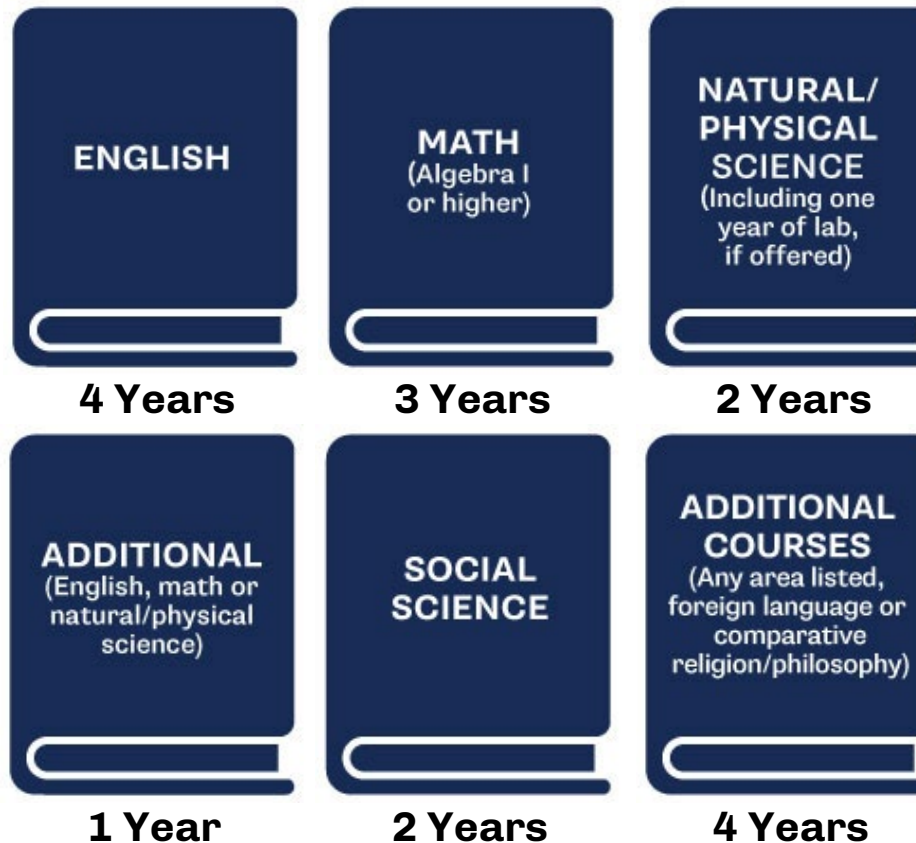 ENGLISH
MATH
(Algebra I
or higher)
NATURAL/
PHYSICAL
SCIENCE
(Including one
year of lab,
if offered)
4 Years
3 Years
2 Years
ADDITIONAL
(English, math or
natural/physical
science)
SOCIAL
SCIENCE
ADDITIONAL
COURSES
(Any area listed,
foreign language or
comparative
religion/philosophy)
1 Year
2 Years
4 Years